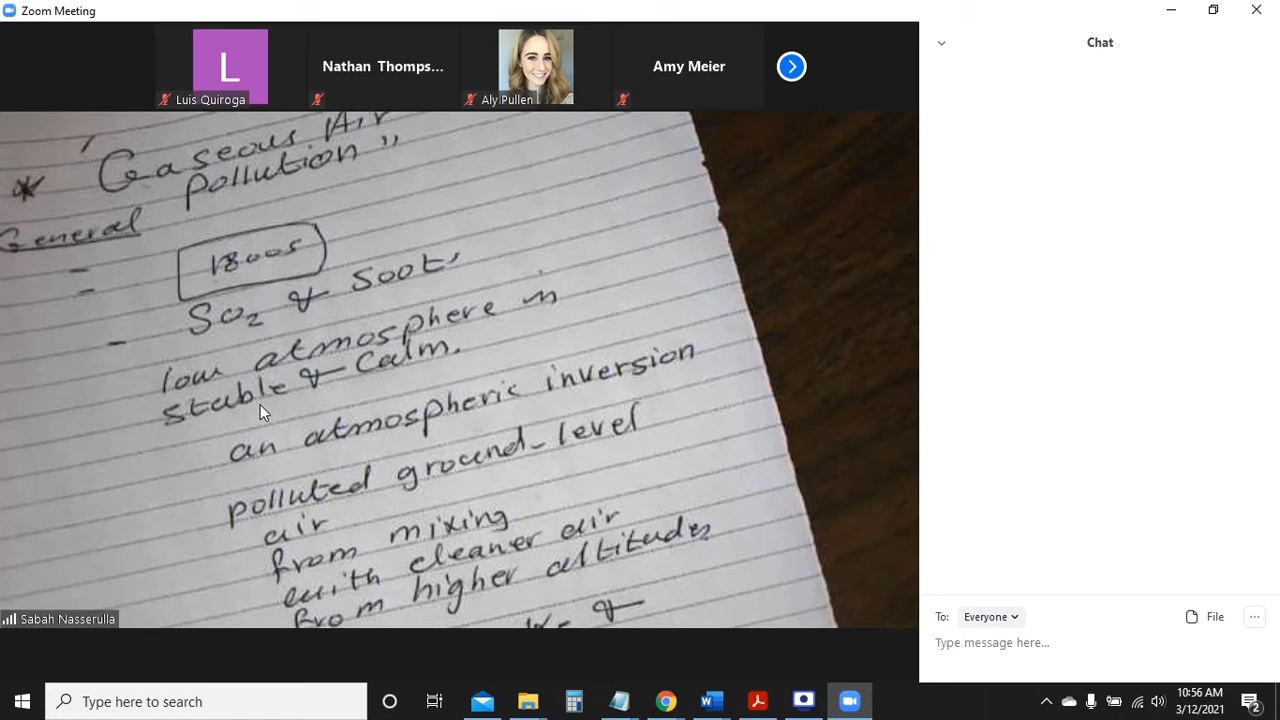 Zoom Meeting
L
Luis Quiroga
Nathan Thomps...
Aly Pullen
Amy Meier
Chat
* "Gaseous Air
Pollution"
General
- 1800s
-
- SO2 & Soot,
low atmosphere in
stable & Calm.
an atmospheric inversion
polluted ground-level
air
from mixing
with cleaner air
from higher altitudes
&
Sabah Nasserulla
To: Everyone
File
Type message here...
Type here to search
10:56 AM
3/12/2021
2